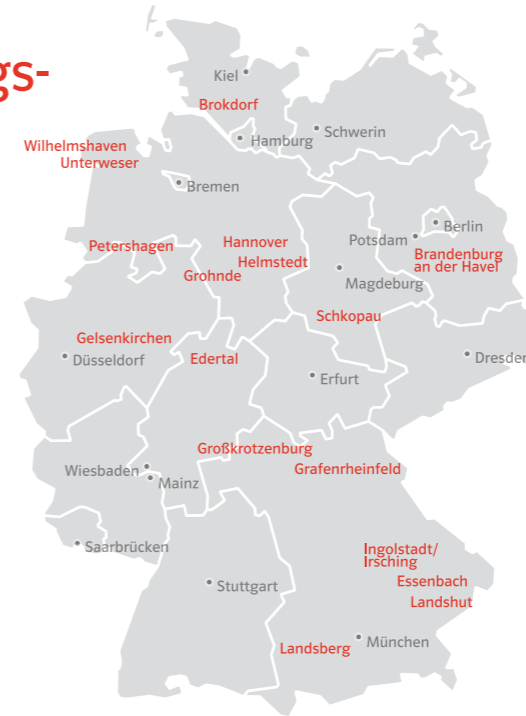 gs-
Kiel
Brokdorf
Schwerin
Hamburg
Wilhelmshaven
Unterweser
Bremen
Berlin
Potsdam
Hannover
Petershagen
Helmstedt
Brandenburg
an der Havel
Grohnde
Magdeburg
Schkopau
Gelsenkirchen
Düsseldorf
Edertal
Dresden
Erfurt
Großkrotzenburg
Grafenrheinfeld
Wiesbaden
Mainz
Saarbrücken
Ingolstadt/
Irsching
Essenbach
Stuttgart
Landshut
München
Landsberg